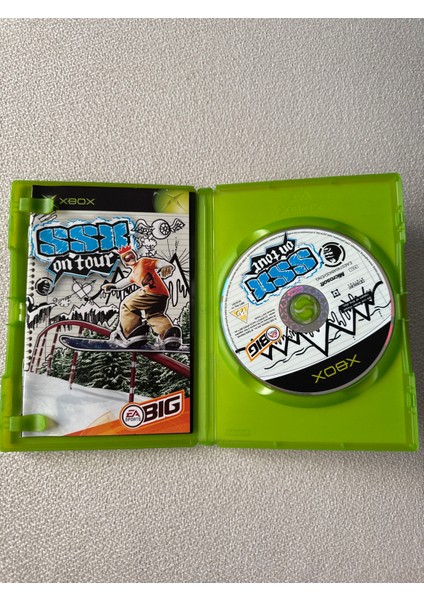 XBOX
SSX
on tour
EA
SPORTS
BIG
SSX
on tour
Microsoft
BIG
XBOX